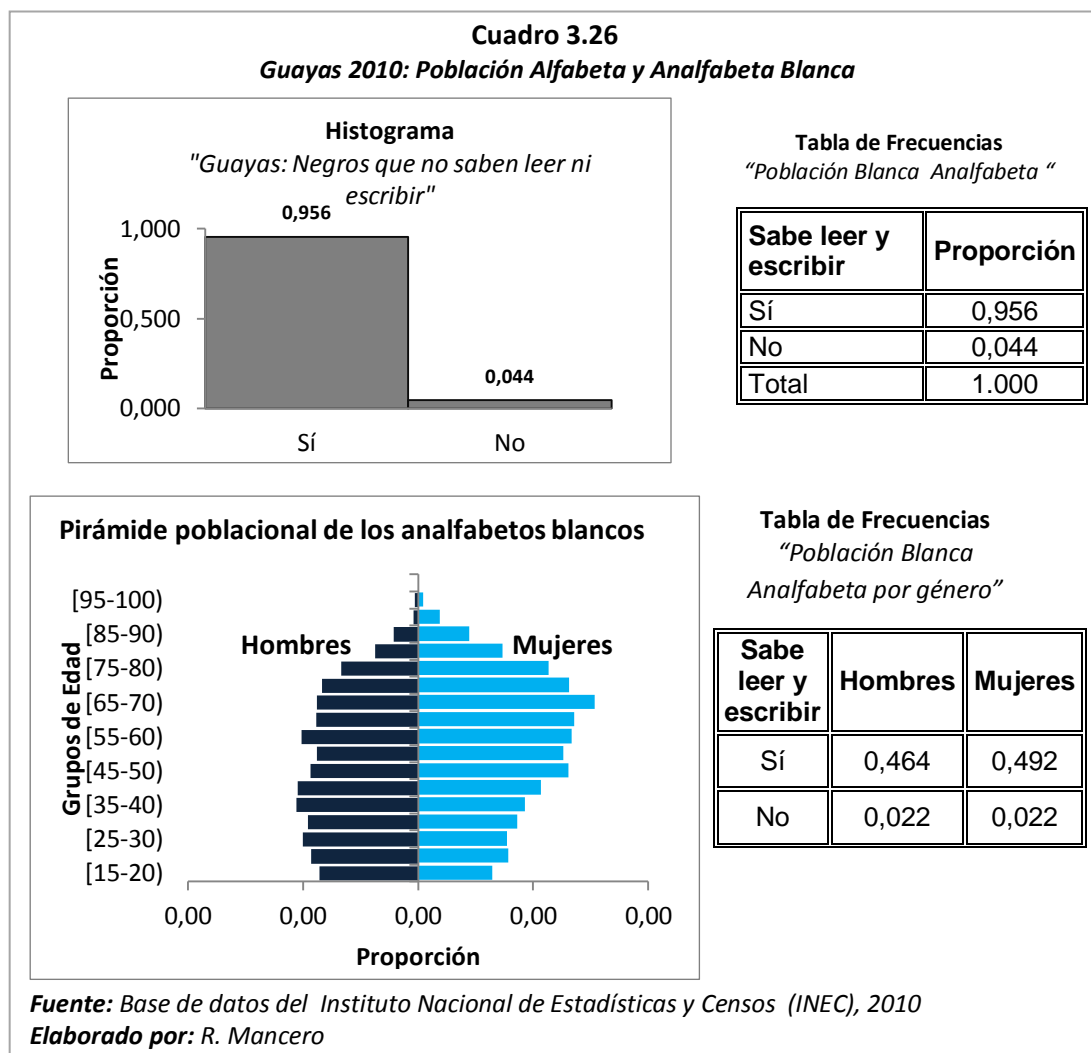 Cuadro 3.26
Guayas 2010: Población Alfabeta y Analfabeta Blanca
Histograma
"Guayas: Negros que no saben leer ni
escribir"
0,956
1,000
0,500
0,000
Proporción
0,044
Sí No
Tabla de Frecuencias
“Población Blanca Analfabeta “
Sabe leer y escribir Proporción
Sí 0,956
No 0,044
Total 1.000
Pirámide poblacional de los analfabetos blancos
Grupos de Edad
[95-100)
[85-90)
[75-80)
[65-70)
[55-60)
[45-50)
[35-40)
[25-30)
[15-20)
Hombres Mujeres
0,00 0,00 0,00 0,00 0,00
Proporción
Tabla de Frecuencias
“Población Blanca
Analfabeta por género”
Sabe leer y escribir Hombres Mujeres
Sí 0,464 0,492
No 0,022 0,022
Fuente: Base de datos del Instituto Nacional de Estadísticas y Censos (INEC), 2010
Elaborado por: R. Mancero